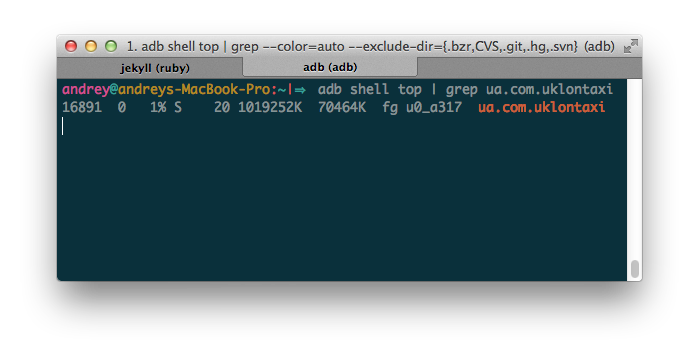 1. adb shell top | grep --color=auto --exclude-dir={.bzr,CVS,.git,.hg,.svn} (adb)
jekyll (ruby) adb (adb)
andrey@andreys-MacBook-Pro:~|⇒ adb shell top | grep ua.com.uklontaxi
16891 0 1% S 20 1019252K 70464K fg u0_a317 ua.com.uklontaxi